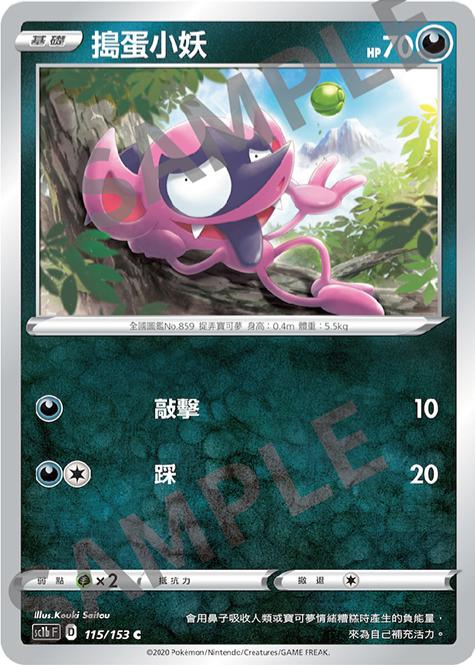 基礎 搗蛋小妖 HP 70
SAMPLE
全國圖鑑No.859 捉弄寶可夢 身高：0.4m 體重：5.5kg
敲擊 10
踩 20
SAMPLE
弱點 ×2 抵抗力 撤退
Illus.Kouki Saitou
sc1b F D 115/153 C
會用鼻子吸收人類或寶可夢情緒糟糕時產生的負能量，
來為自己補充活力。
©2020 Pokémon/Nintendo/Creatures/GAME FREAK.